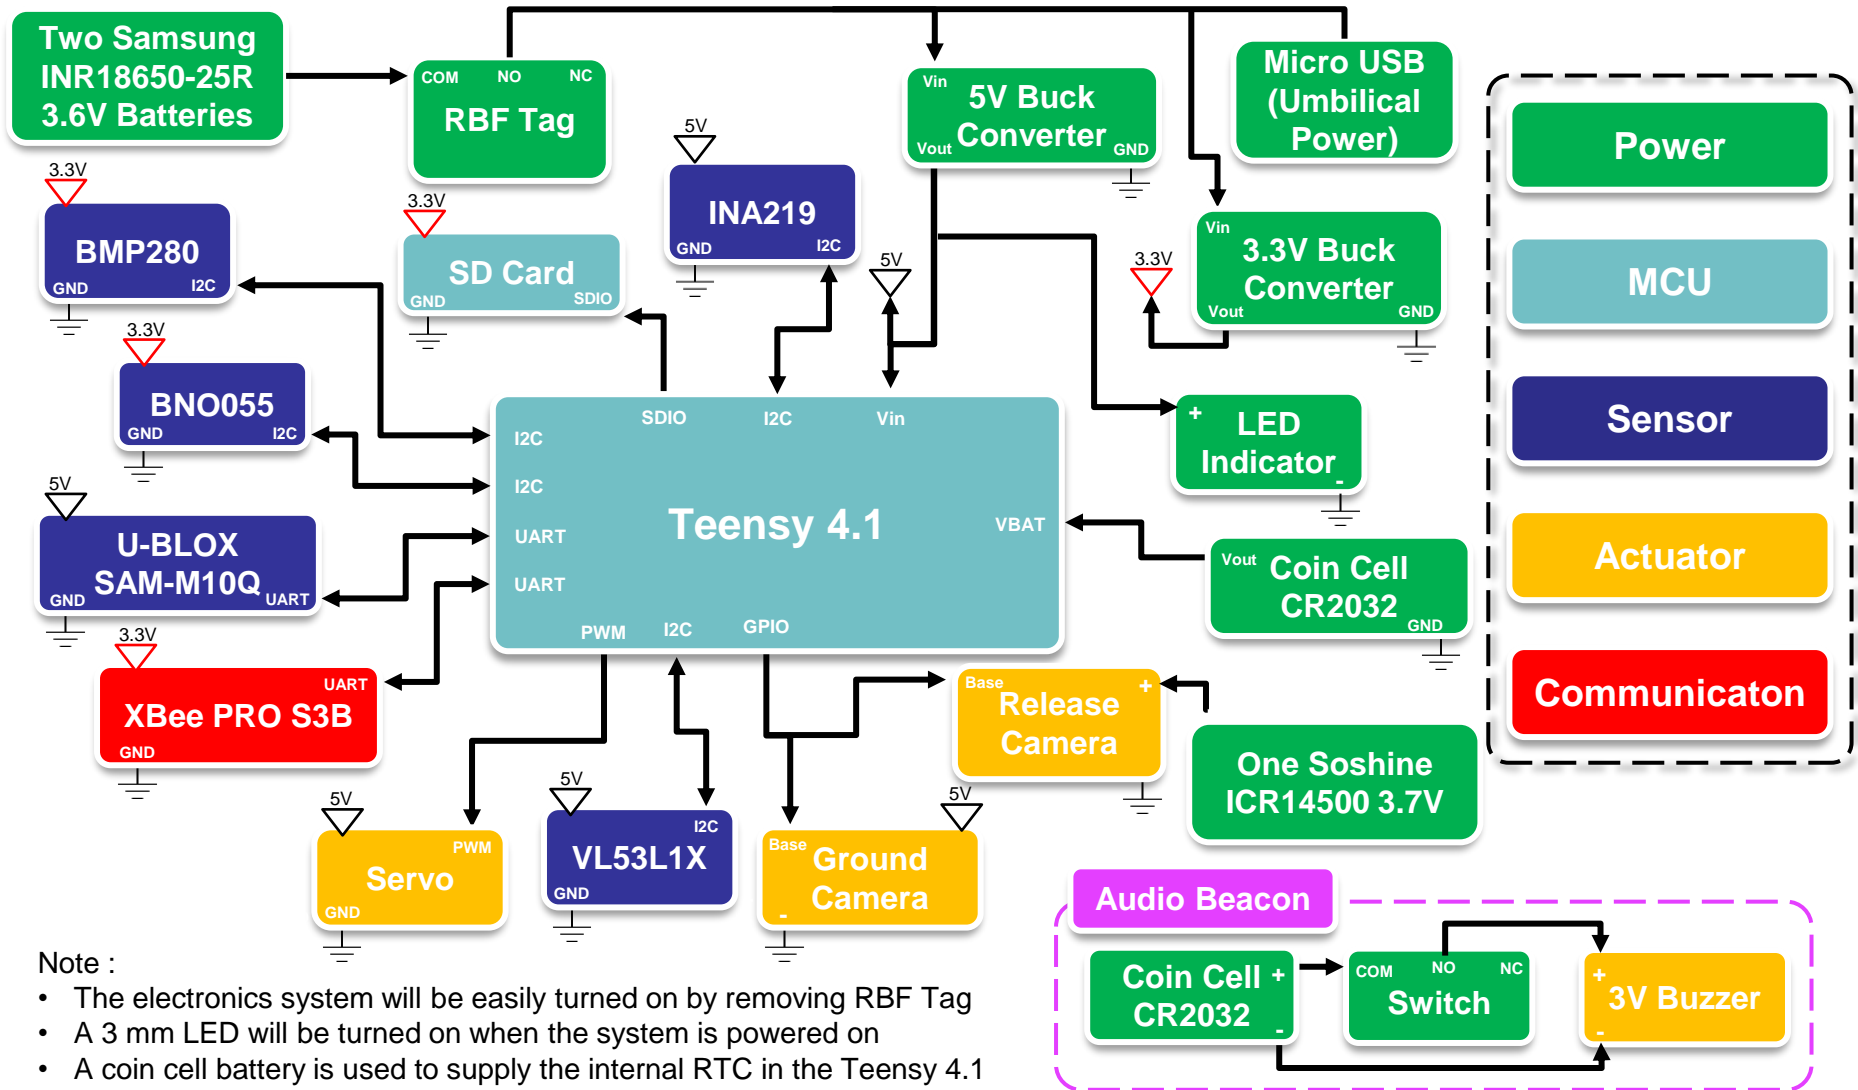 Two Samsung
INR18650-25R
3.6V Batteries
COM NO NC
RBF Tag
Vin
5V Buck
Converter
Vout
GND
Micro USB
(Umbilical
Power)
Power
MCU
Sensor
Actuator
Communicaton
3.3V
BMP280
GND I2C
3.3V
SD Card
GND SDIO
5V
INA219
GND I2C
5V
3.3V
Vin
3.3V Buck
Converter
Vout GND
3.3V
BNO055
GND I2C
5V
U-BLOX
SAM-M10Q
GND UART
3.3V
UART
XBee PRO S3B
GND
SDIO I2C Vin
I2C
I2C
UART
UART
Teensy 4.1
VBAT
PWM I2C GPIO
+
LED
Indicator
-
Vout
Coin Cell
CR2032
GND
Base +
Release
Camera
One Soshine
ICR14500 3.7V
5V
PWM
Servo
GND
5V
I2C
VL53L1X
GND
5V
Base
Ground
Camera
-
Audio Beacon
Coin Cell +
CR2032
-
COM NO NC
Switch
+
3V Buzzer
-
Note :
• The electronics system will be easily turned on by removing RBF Tag
• A 3 mm LED will be turned on when the system is powered on
• A coin cell battery is used to supply the internal RTC in the Teensy 4.1